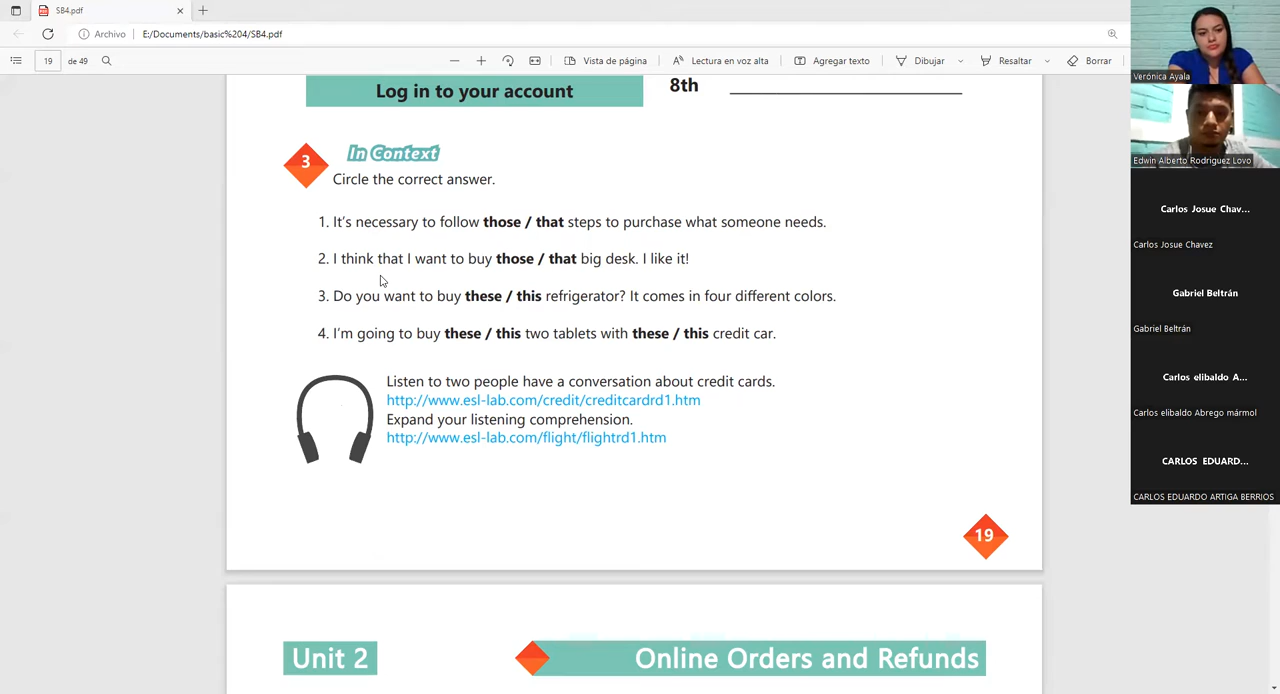 SB4.pdf
Archivo
E:/Documents/basic%204/SB4.pdf
19
de 49
Vista de página
Lectura en voz alta
Agregar texto
Dibujar
Resaltar
Borrar
Log in to your account
8th
3
In Context
Circle the correct answer.
1. It's necessary to follow those / that steps to purchase what someone needs.
2. I think that I want to buy those / that big desk. I like it!
3. Do you want to buy these / this refrigerator? It comes in four different colors.
4. I'm going to buy these / this two tablets with these / this credit car.
Listen to two people have a conversation about credit cards.
http://www.esl-lab.com/credit/creditcardrd1.htm
Expand your listening comprehension.
http://www.esl-lab.com/flight/flightrd1.htm
19
Unit 2
Online Orders and Refunds
Verónica Ayala
Edwin Alberto Rodriguez Lovo
Carlos Josue Chav...
Carlos Josue Chavez
Gabriel Beltrán
Gabriel Beltrán
Carlos elibaldo A...
Carlos elibaldo Abrego mármol
CARLOS EDUARD...
CARLOS EDUARDO ARTIGA BERRIOS